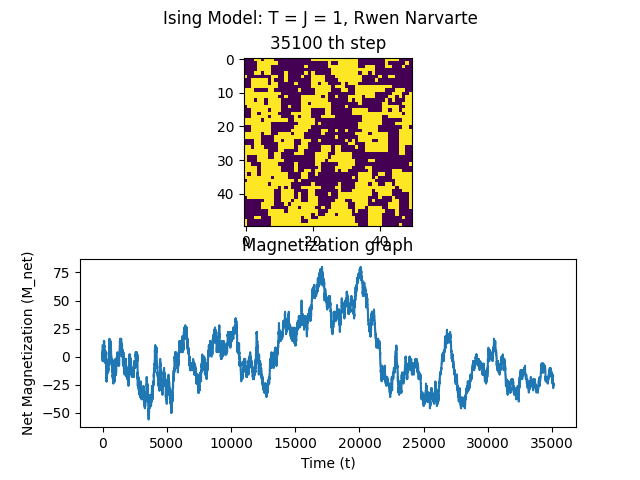 Ising Model: T = J = 1, Rwen Narvarte
35100 th step
0
10
20
30
40
0 20 40
Magnetization graph
Net Magnetization (M_net)
75
50
25
0
−25
−50
0 5000 10000 15000 20000 25000 30000 35000
Time (t)